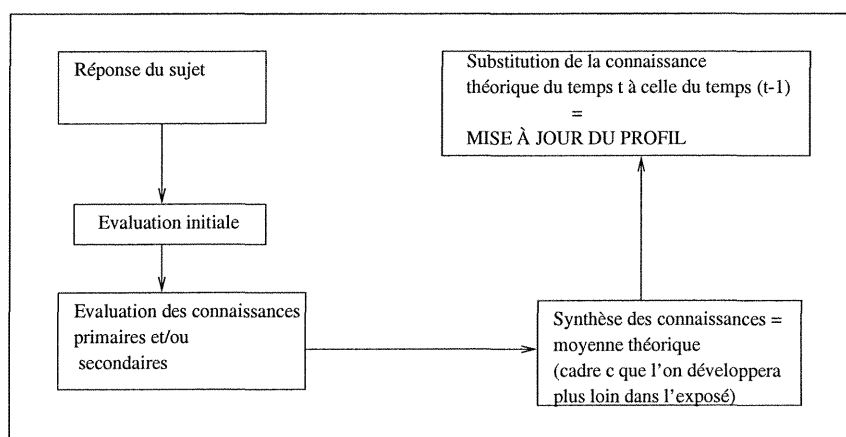 Réponse du sujet
Evaluation initiale
Evaluation des connaissances
primaires et/ou
secondaires
Synthèse des connaissances =
moyenne théorique
(cadre c que l'on développera
plus loin dans l'exposé)
Substitution de la connaissance
théorique du temps t à celle du temps (t-1)
=
MISE À JOUR DU PROFIL